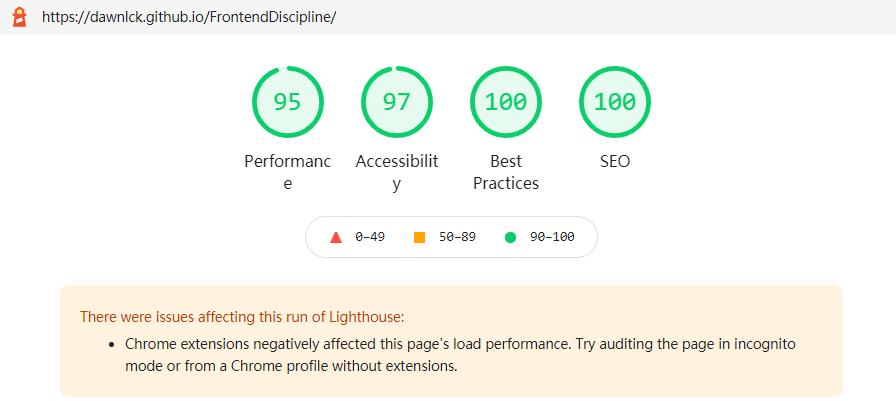 https://dawnlck.github.io/FrontendDiscipline/
95 97 100 100
Performanc Accessibilit Best SEO
e y Practices
0–49 50–89 90–100
There were issues affecting this run of Lighthouse:
• Chrome extensions negatively affected this page's load performance. Try auditing the page in incognito
mode or from a Chrome profile without extensions.